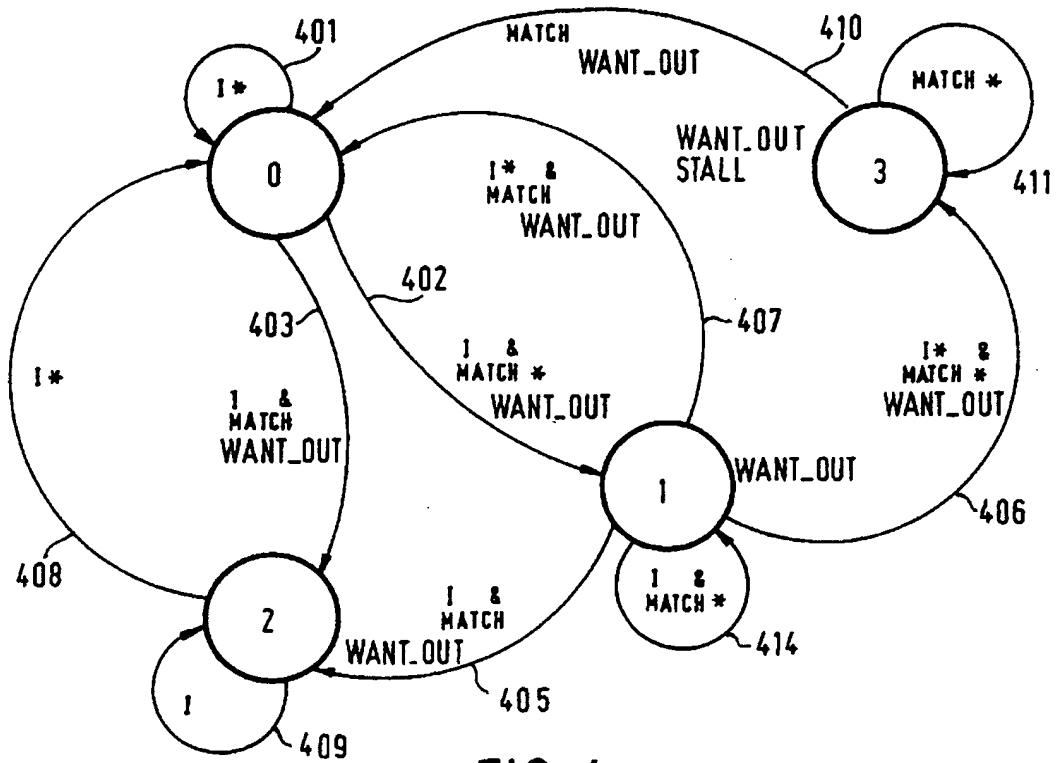 401
I*
0
MATCH
WANT_OUT
410
MATCH *
WANT_OUT
STALL
3
411
I* &
MATCH
WANT_OUT
402
403
407
I*
I &
MATCH *
WANT_OUT
I* &
MATCH *
WANT_OUT
I &
MATCH
WANT_OUT
1
WANT_OUT
406
408
2
I &
MATCH
WANT_OUT
I &
MATCH *
414
405
I
409